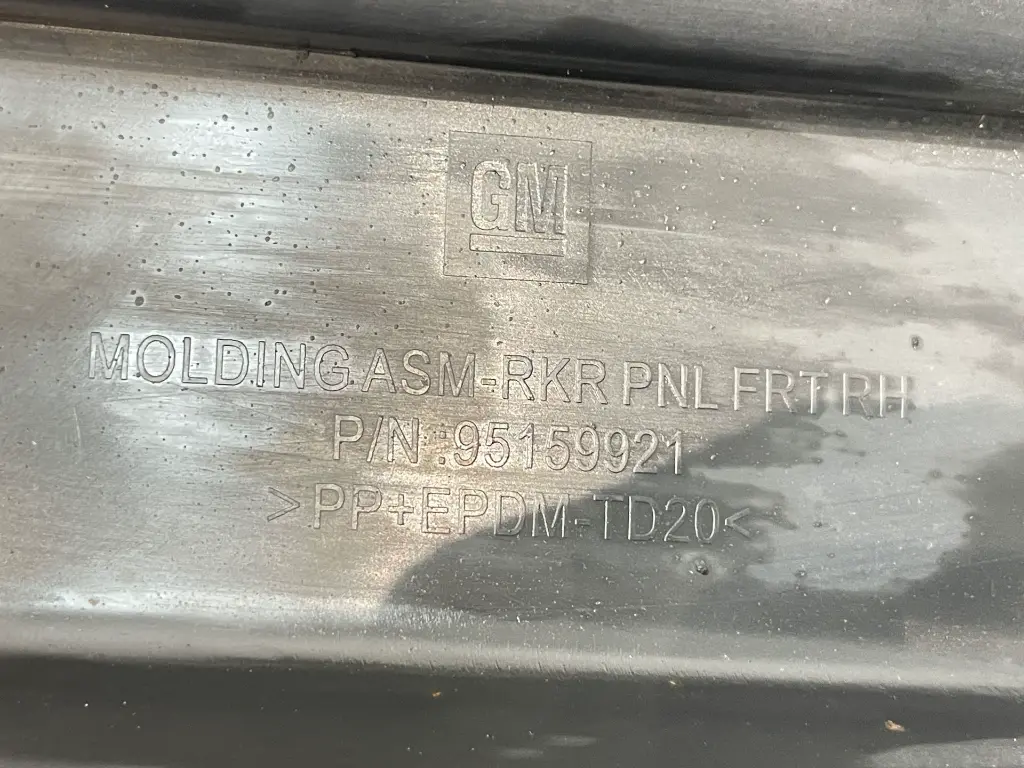 GM
MOLDING ASM-RKR PNL FRT RH
P/N :95159921
>PP+EPDM-TD20<